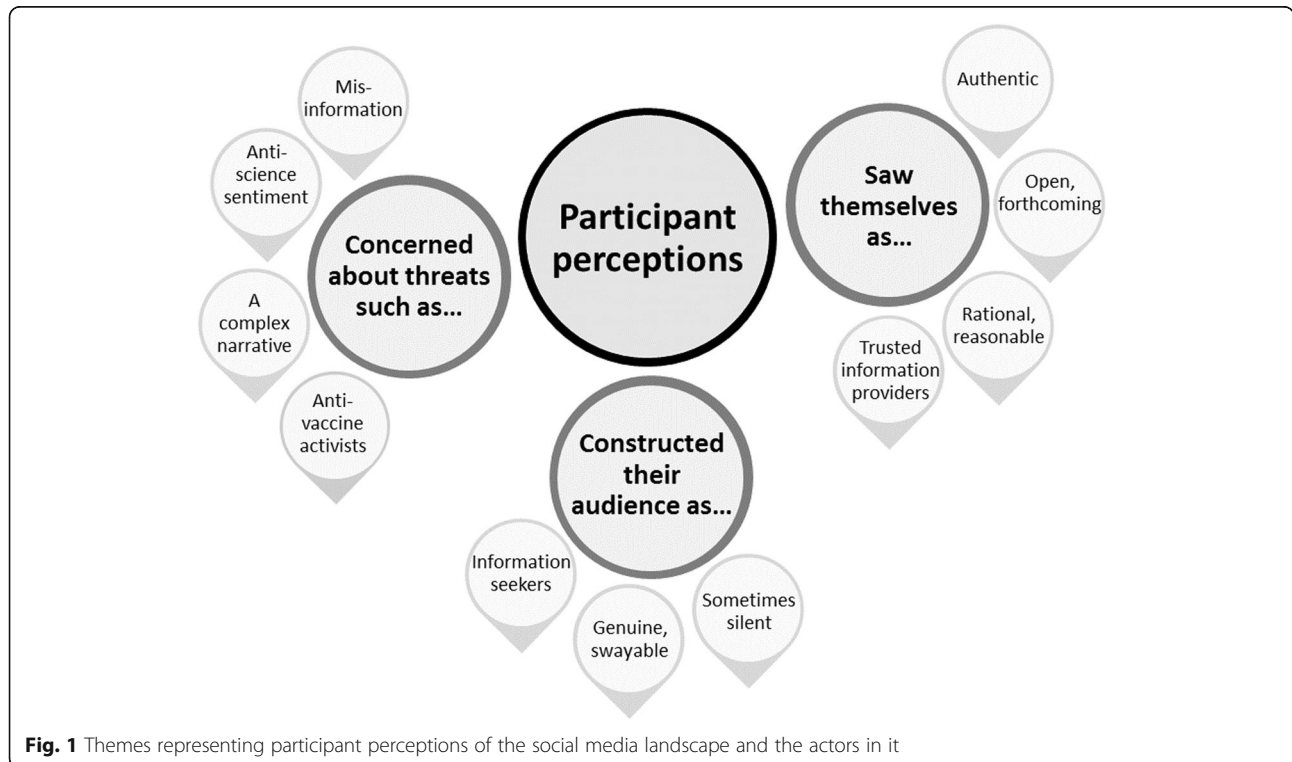 Participant
perceptions
Concerned
about threats
such as...
Mis-
information
Anti-
science
sentiment
A
complex
narrative
Anti-
vaccine
activists
Constructed
their
audience as...
Information
seekers
Genuine,
swayable
Sometimes
silent
Saw
themselves
as...
Authentic
Open,
forthcoming
Rational,
reasonable
Trusted
information
providers
Fig. 1 Themes representing participant perceptions of the social media landscape and the actors in it